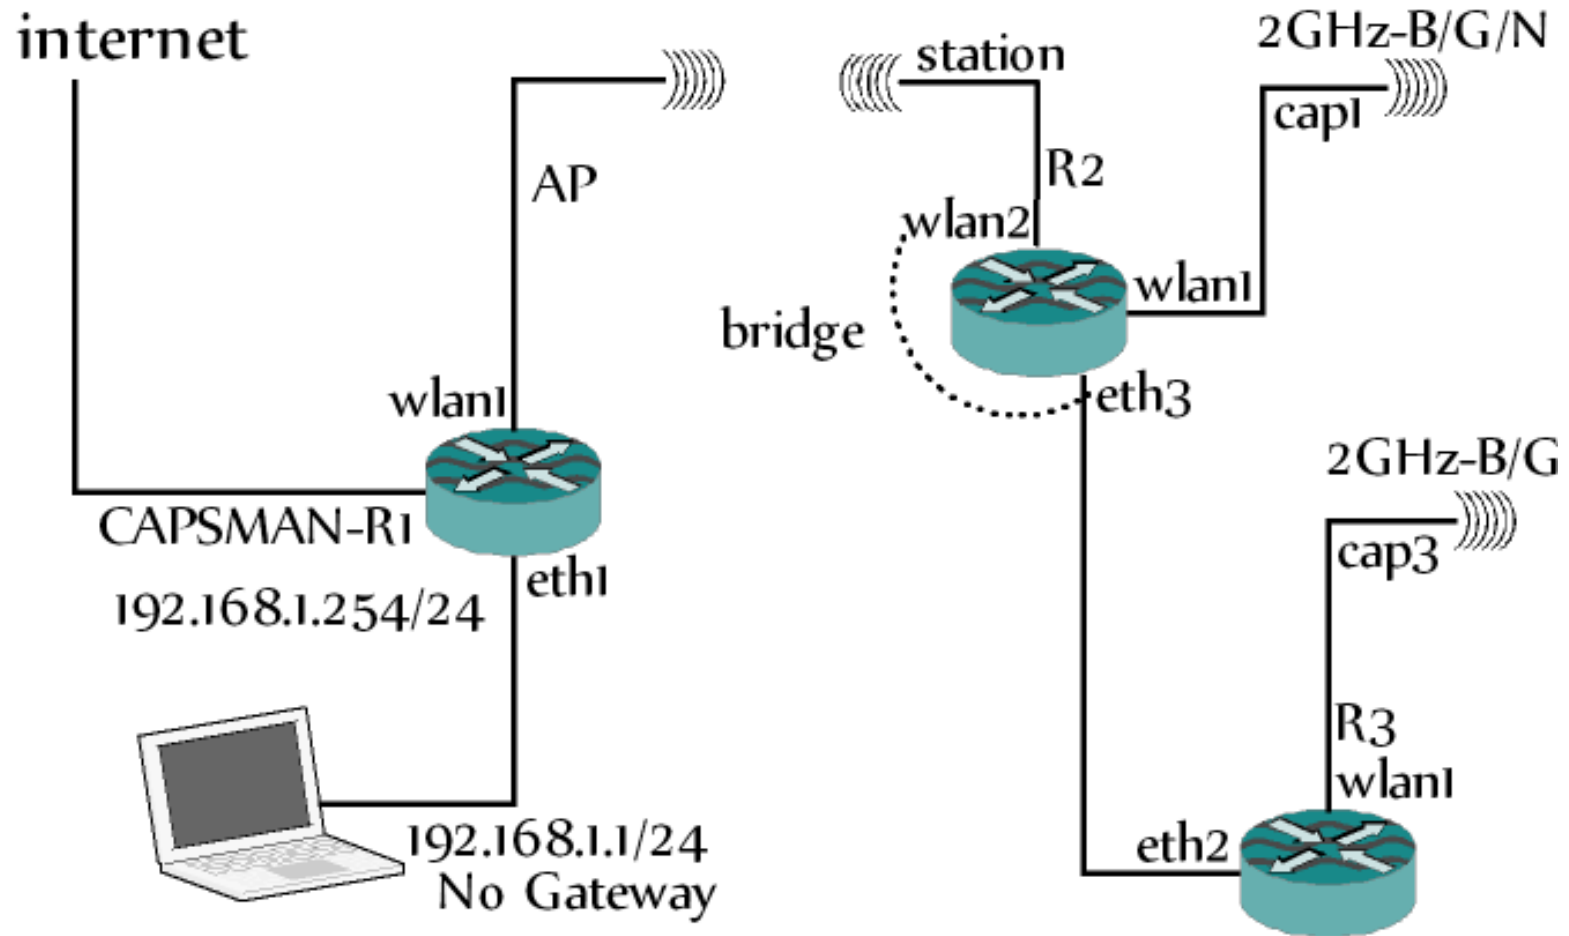 internet
station
2GHz-B/G/N
cap1
AP
R2
wlan2
wlan1
bridge
wlan1
eth3
2GHz-B/G
CAPSMAN-R1
cap3
eth1
192.168.1.254/24
R3
wlan1
192.168.1.1/24
eth2
No Gateway